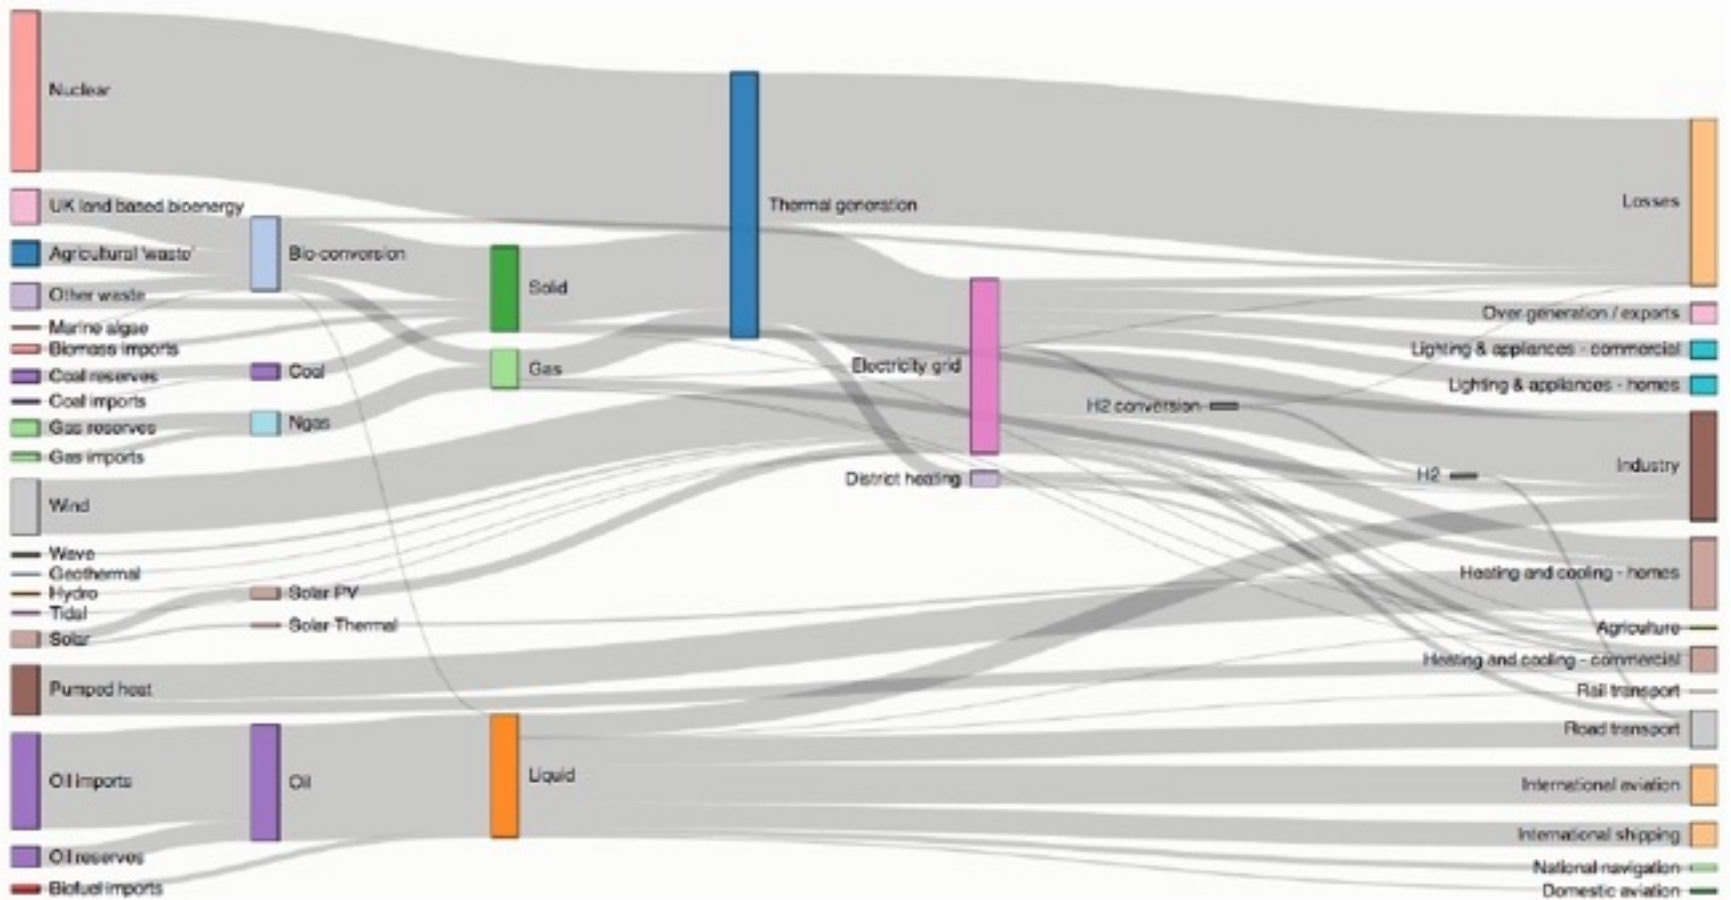 Nuclear
UK land based bioenergy
Agricultural 'waste'
Other waste
Marine algae
Biomass imports
Coal reserves
Coal imports
Gas reserves
Gas imports
Wind
Wave
Geothermal
Hydro
Tidal
Solar
Pumped heat
Oil imports
Oil reserves
Biofuel imports
Bio-conversion
Coal
Ngas
Solar PV
Solar Thermal
Oil
Solid
Gas
Liquid
Thermal generation
Electricity grid
District heating
H2 conversion
H2
Losses
Over generation / exports
Lighting & appliances - commercial
Lighting & appliances - homes
Industry
Heating and cooling - homes
Agriculture
Heating and cooling - commercial
Rail transport
Road transport
International aviation
International shipping
National navigation
Domestic aviation